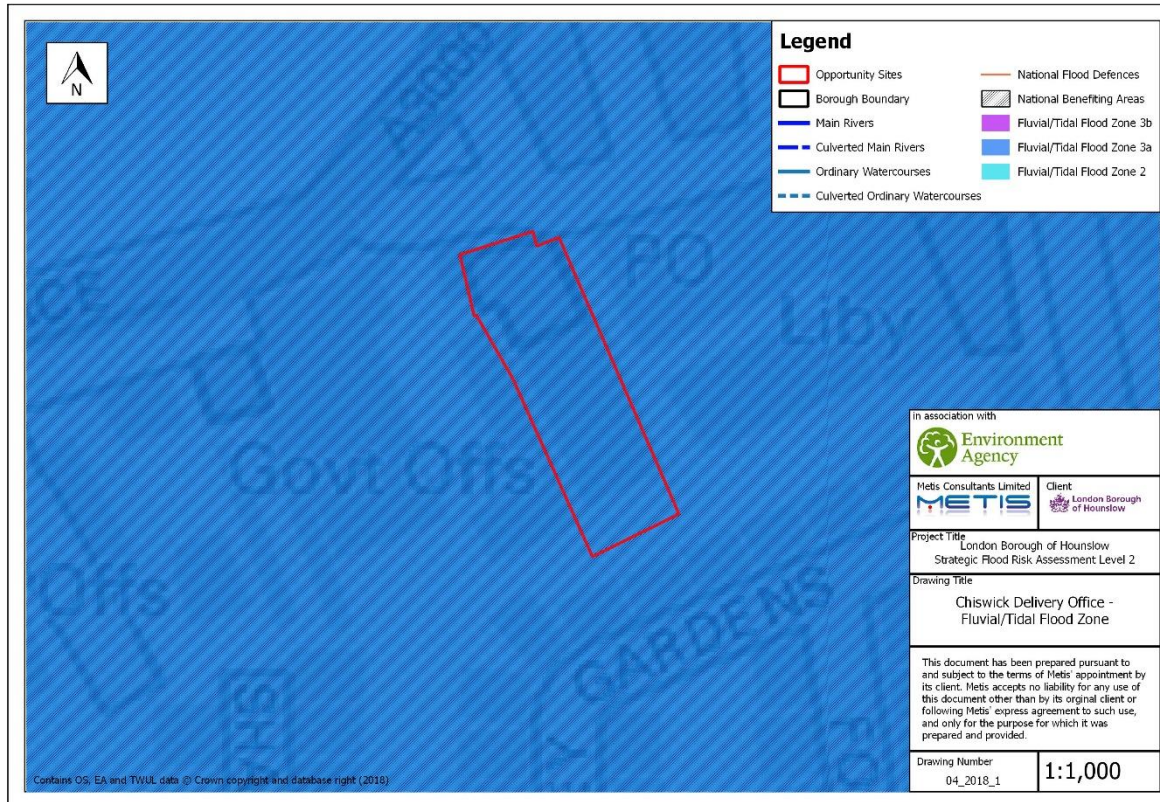 N
Legend
Opportunity Sites
Borough Boundary
Main Rivers
Culverted Main Rivers
Ordinary Watercourses
Culverted Ordinary Watercourses
National Flood Defences
National Benefiting Areas
Fluvial/Tidal Flood Zone 3b
Fluvial/Tidal Flood Zone 3a
Fluvial/Tidal Flood Zone 2
PO
Liby
Govt Offs
Offs
GARDENS
in association with
Environment
Agency
Metis Consultants Limited
METIS
Client
London Borough
of Hounslow
Project Title
London Borough of Hounslow
Strategic Flood Risk Assessment Level 2
Drawing Title
Chiswick Delivery Office -
Fluvial/Tidal Flood Zone
This document has been prepared pursuant to
and subject to the terms of Metis' appointment by
its client. Metis accepts no liability for any use of
this document other than by its orginal client or
following Metis' express agreement to such use,
and only for the purpose for which it was
prepared and provided.
Drawing Number
04_2018_1
1:1,000
Contains OS, EA and TWUL data © Crown copyright and database right (2018)